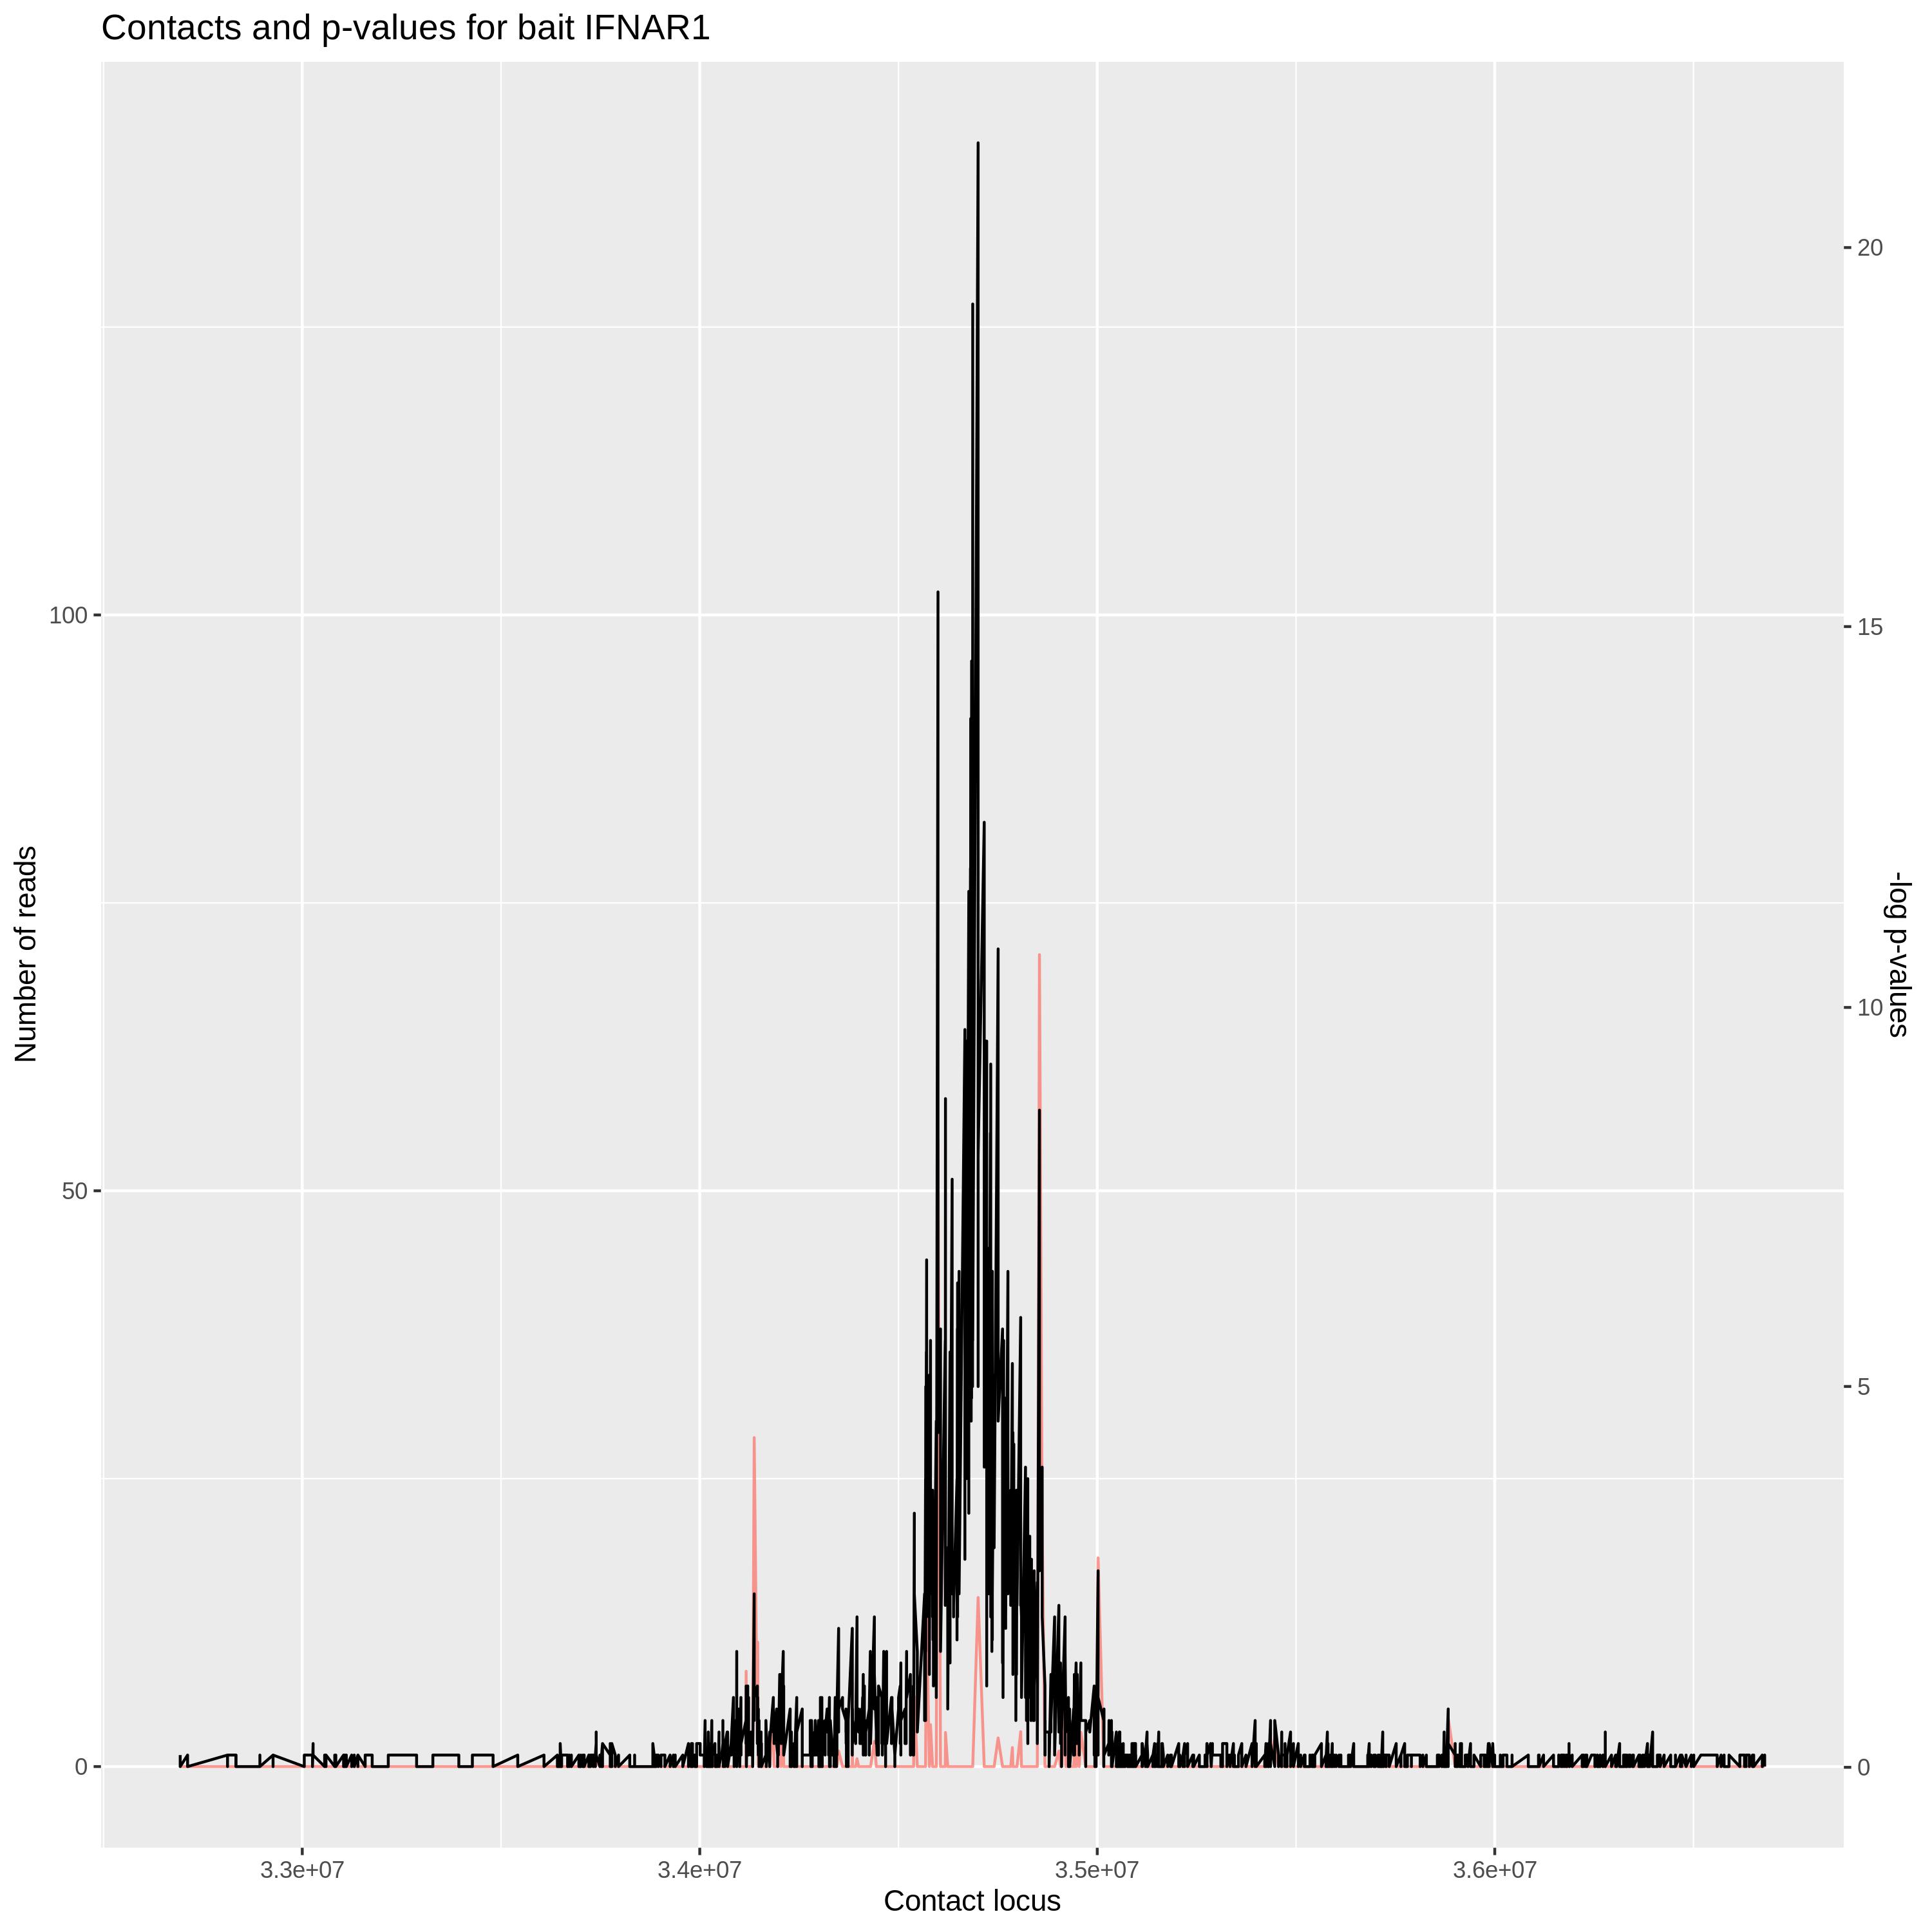 Contacts and p-values for bait IFNAR1
Number of reads
100
50
0
20
15
10
5
0
-log p-values
3.3e+07
3.4e+07
3.5e+07
3.6e+07
Contact locus